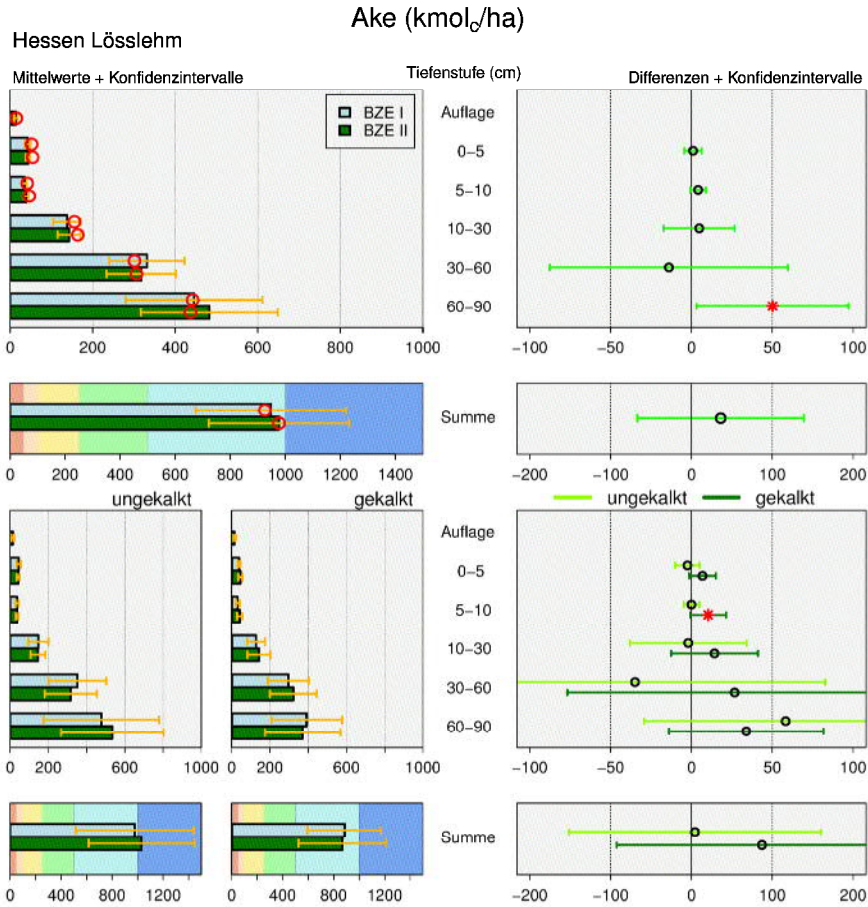 Ake (kmolc/ha)
Hessen Lösslehm
Mittelwerte + Konfidenzintervalle
Tiefenstufe (cm)
Differenzen + Konfidenzintervalle
BZE I
BZE II
Auflage
0−5
5−10
10−30
30−60
60−90
0 200 400 600 800 1000
−100 −50 0 50 100
Summe
0 200 400 600 800 1000 1200 1400
−200 −100 0 100 200
ungekalkt
gekalkt
ungekalkt gekalkt
Auflage
0−5
5−10
10−30
30−60
60−90
0 200 400 600 800 1000
0 200 400 600 800 1000
−100 −50 0 50 100
Summe
0 400 800 1200
0 400 800 1200
−200 −100 0 100 200